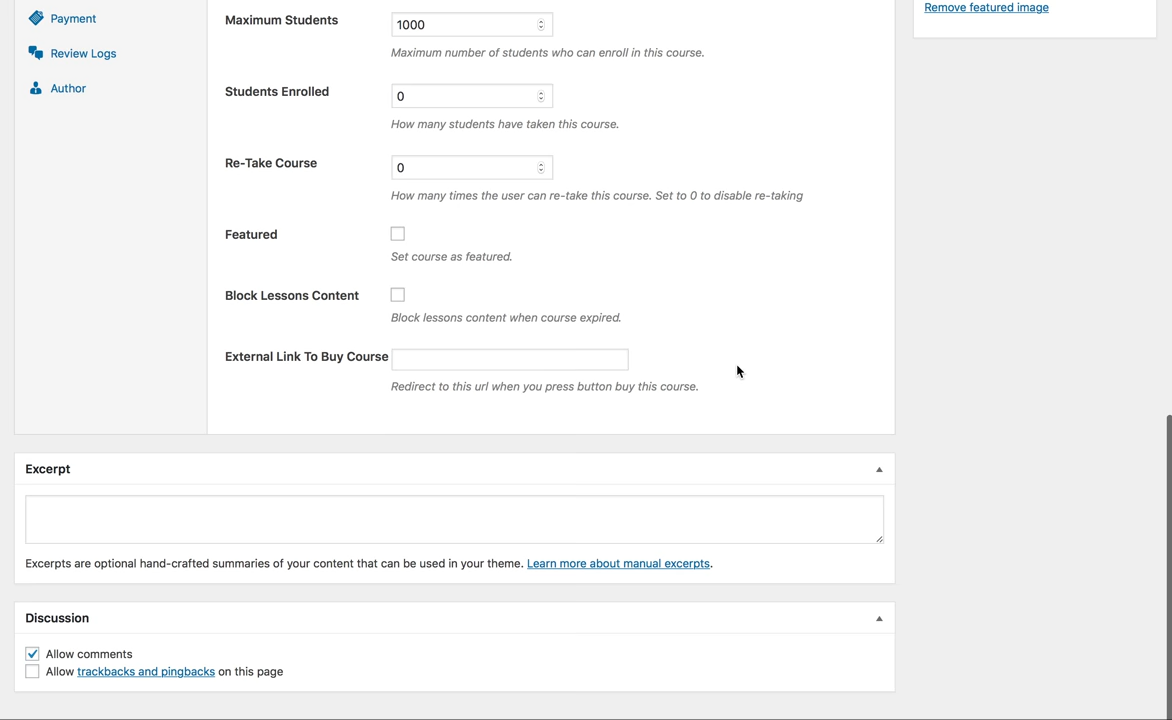 Payment
Review Logs
Author
Maximum Students
1000
Maximum number of students who can enroll in this course.
Students Enrolled
0
How many students have taken this course.
Re-Take Course
0
How many times the user can re-take this course. Set to 0 to disable re-taking
Featured
Set course as featured.
Block Lessons Content
Block lessons content when course expired.
External Link To Buy Course
Redirect to this url when you press button buy this course.
Remove featured image
Excerpt
Excerpts are optional hand-crafted summaries of your content that can be used in your theme. Learn more about manual excerpts.
Discussion
Allow comments
Allow trackbacks and pingbacks on this page